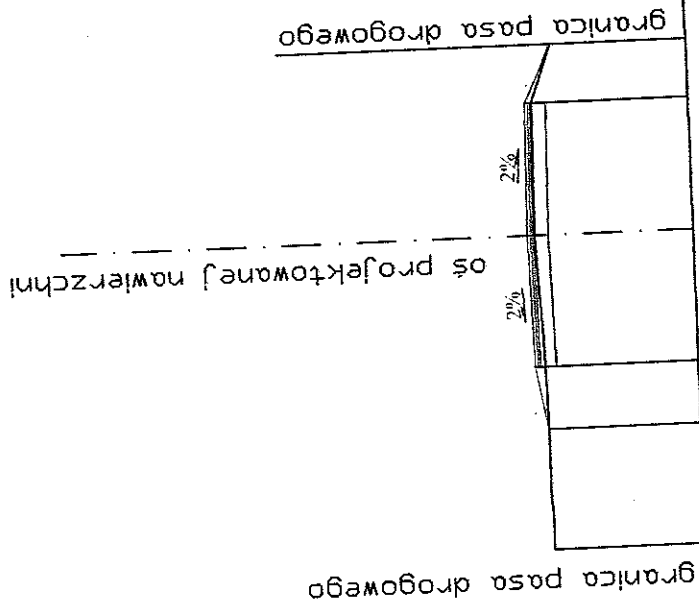 granica pasa drogowego
oś projektowanej nawierzchni
2%
2%
granica pasa drogowego